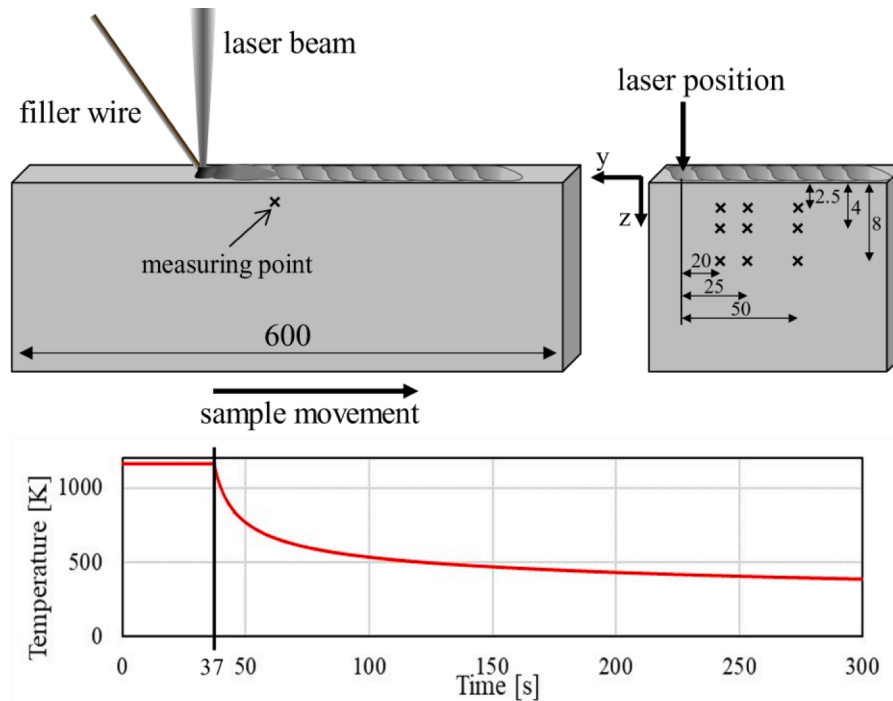 laser beam
filler wire
laser position
y
z
measuring point
2.5
4
8
20
25
50
600
sample movement
Temperature [K]
1000
500
0
0
37
50
100
150
200
250
300
Time [s]